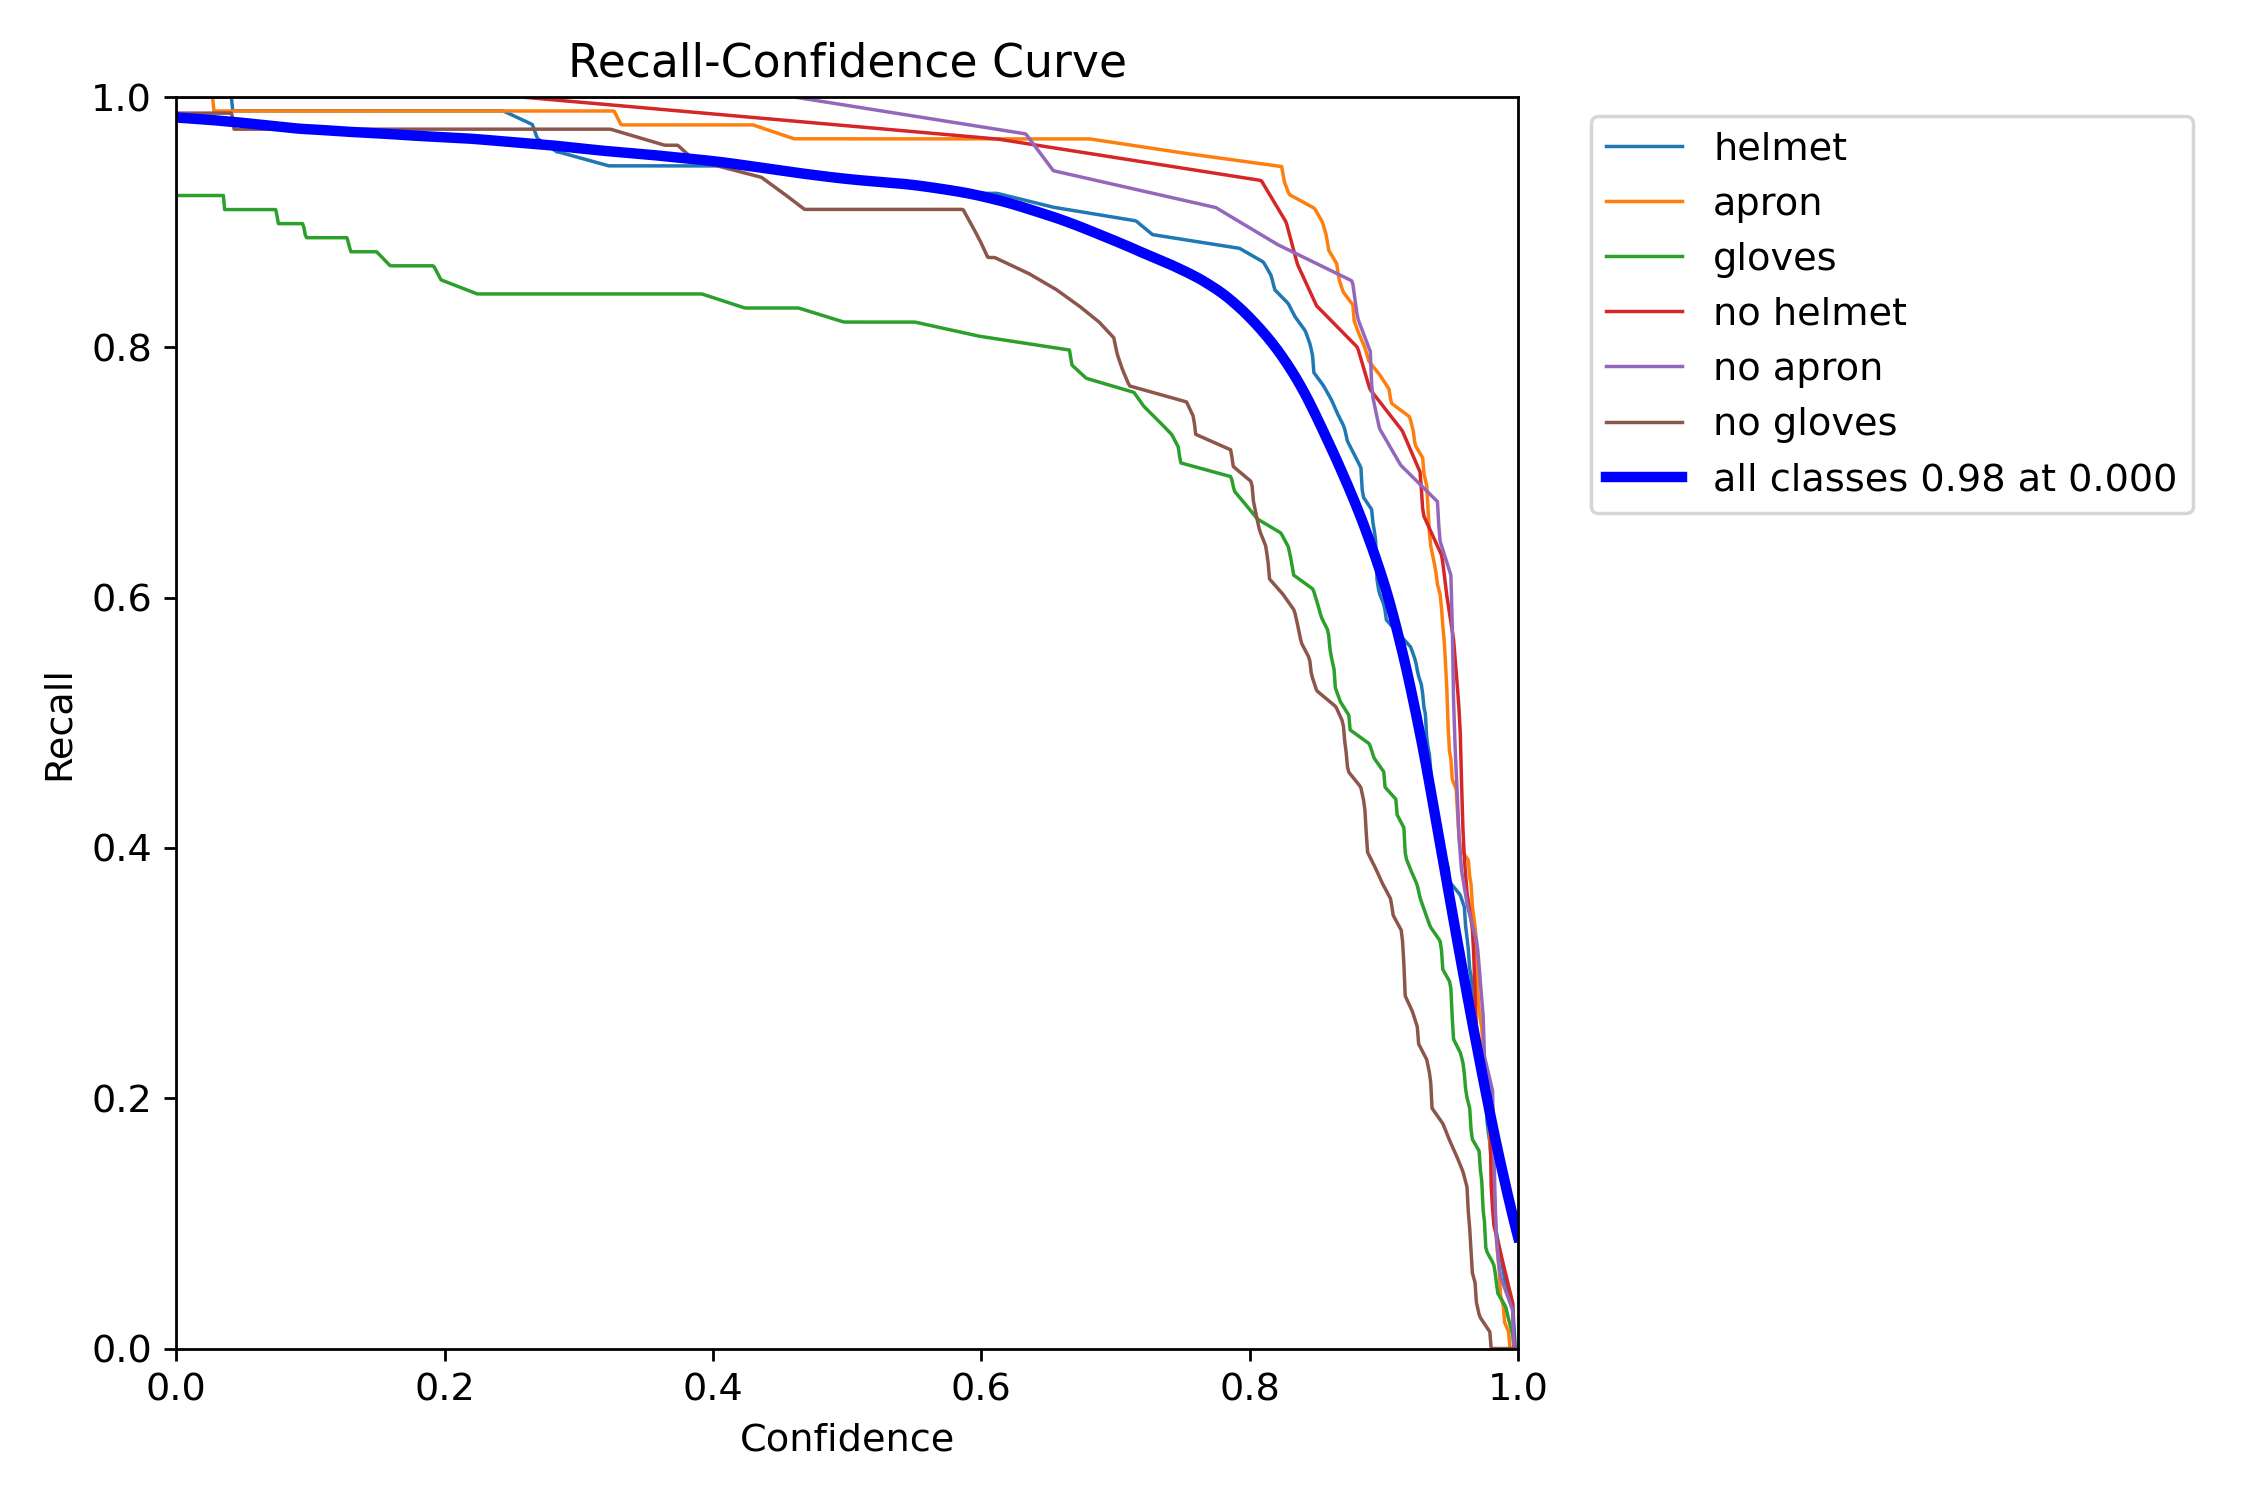 Recall-Confidence Curve
1.0
0.8
0.6
0.4
0.2
0.0
Recall
0.0 0.2 0.4 0.6 0.8 1.0
Confidence
helmet
apron
gloves
no helmet
no apron
no gloves
all classes 0.98 at 0.000